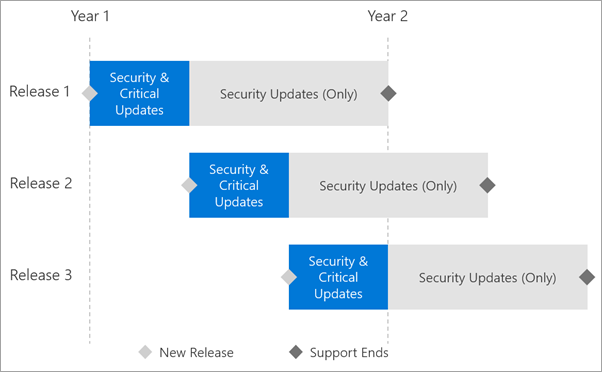 Year 1
Year 2
Release 1
Security &
Critical
Updates
Security Updates (Only)
Release 2
Security &
Critical
Updates
Security Updates (Only)
Release 3
Security &
Critical
Updates
Security Updates (Only)
New Release
Support Ends